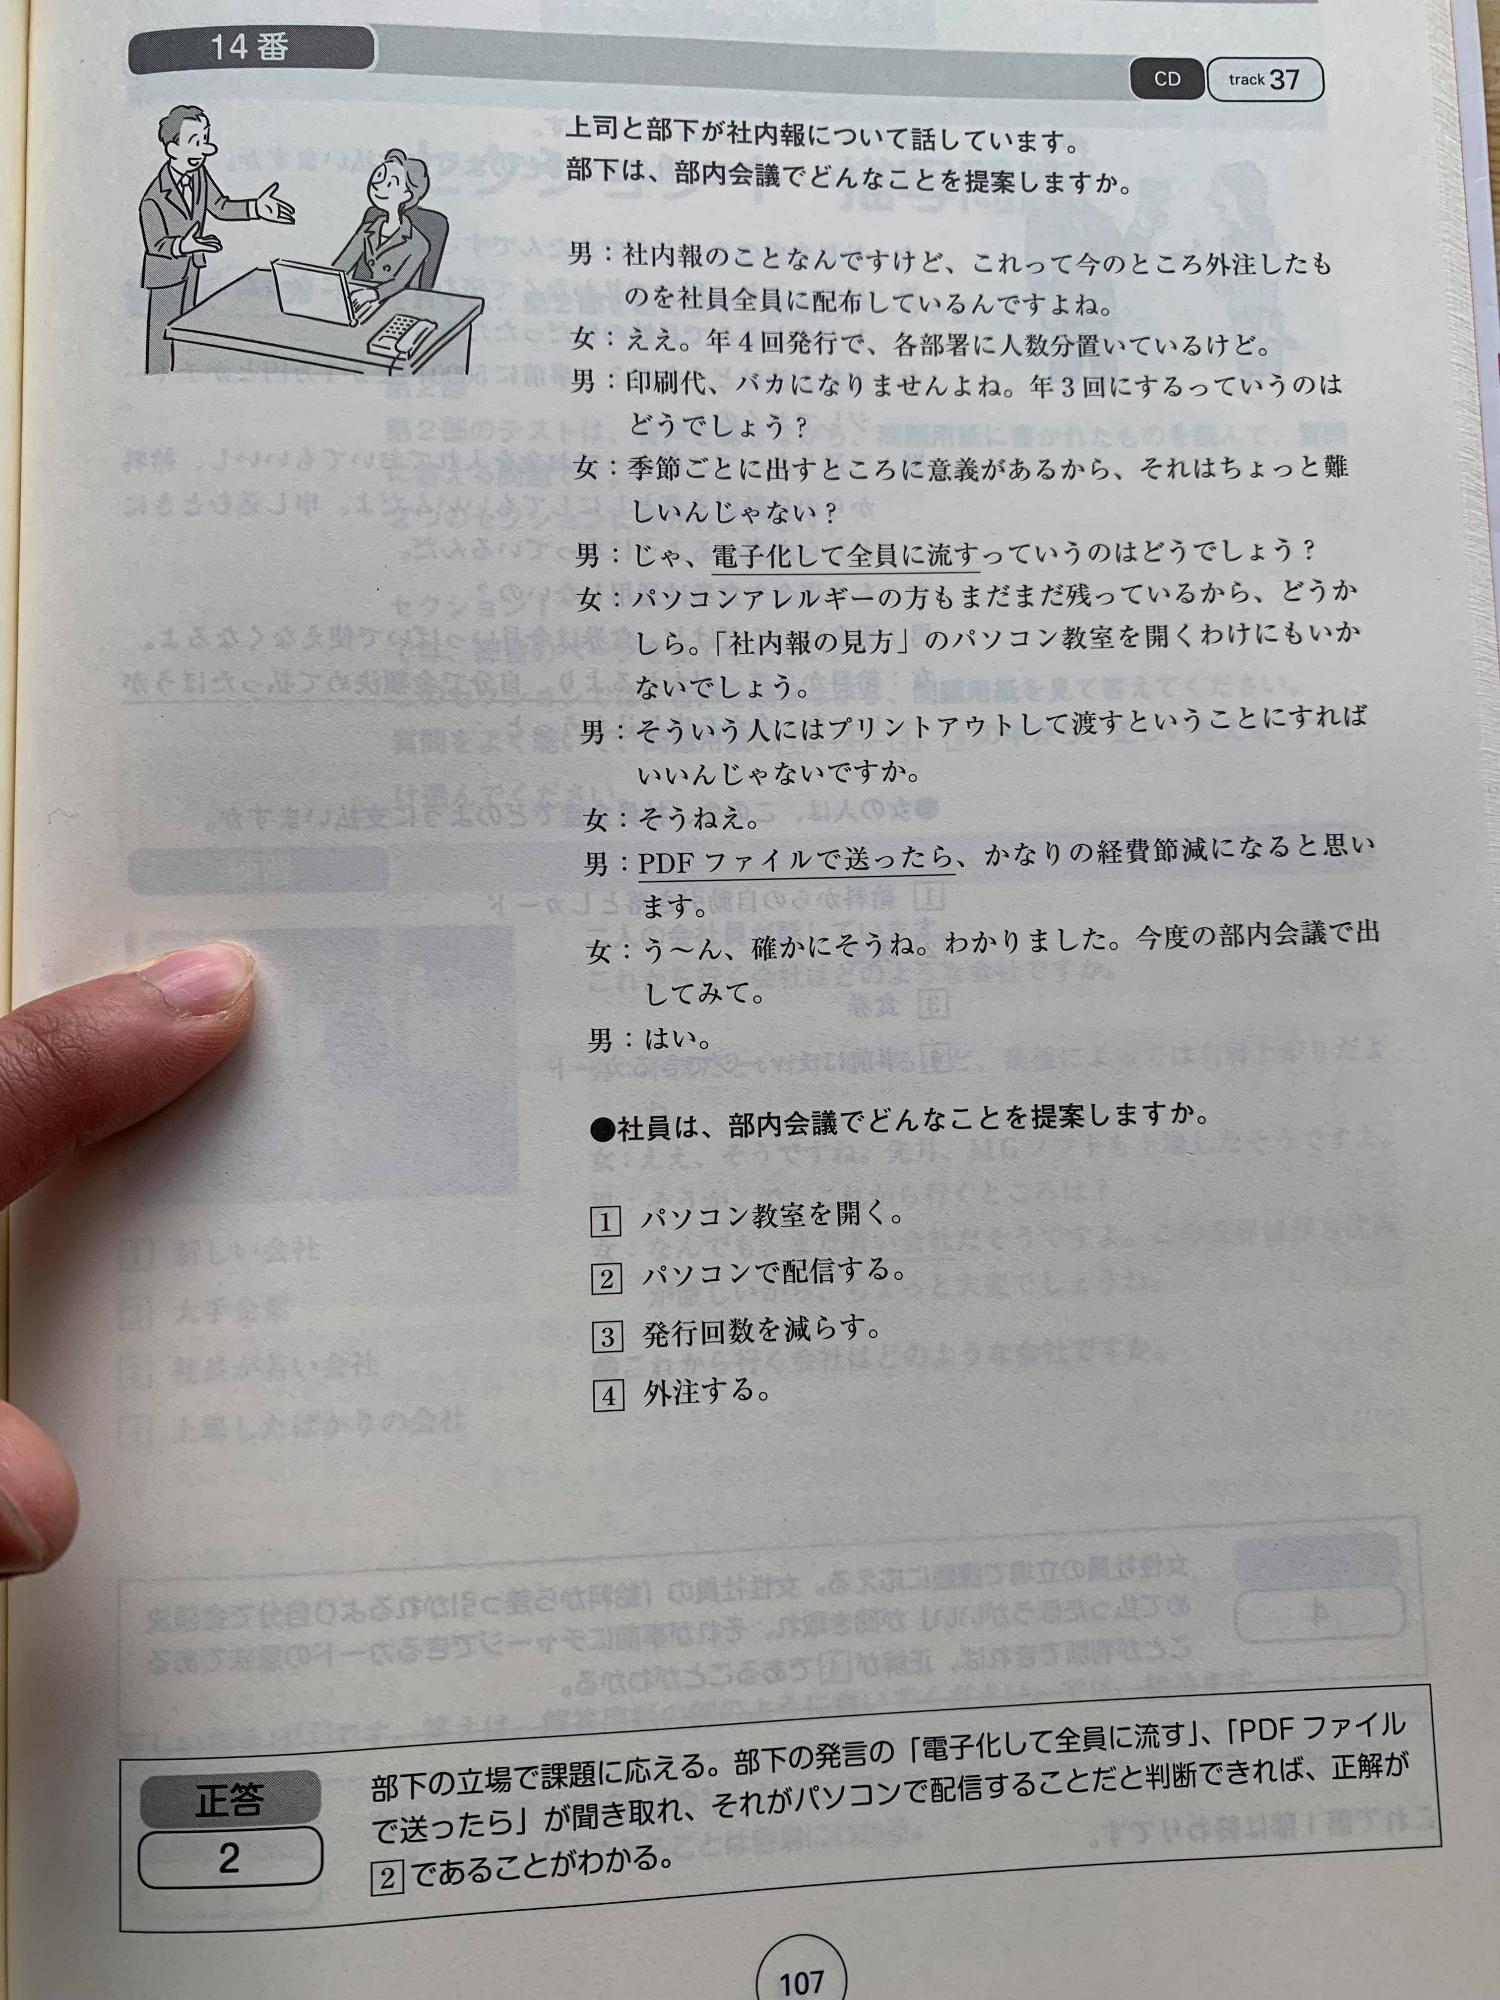 14番
CD track 37
上司と部下が社内報について話しています。
部下は、部内会議でどんなことを提案しますか。
男：社内報のことなんですけど、これって今のところ外注したも
のを社員全員に配布しているんですよね。
女：ええ。年4回発行で、各部署に人数分置いているけど。
男：印刷代、バカになりませんよね。年3回にするっていうのは
どうでしょう？
女：季節ごとに出すところに意義があるから、それはちょっと難
しいんじゃない？
男：じゃ、電子化して全員に流すっていうのはどうでしょう？
女：パソコンアレルギーの方もまだまだ残っているから、どうか
しら。「社内報の見方」のパソコン教室を開くわけにもいか
ないでしょう。
男：そういう人にはプリントアウトして渡すということにすれば
いいんじゃないですか。
女：そうねえ。
男：PDFファイルで送ったら、かなりの経費節減になると思い
ます。
女：う〜ん、確かにそうね。わかりました。今度の部内会議で出
してみて。
男：はい。
●社員は、部内会議でどんなことを提案しますか。
1 パソコン教室を開く。
2 パソコンで配信する。
3 発行回数を減らす。
4 外注する。
正答
2
部下の立場で課題に応える。部下の発言の「電子化して全員に流す」、「PDFファイル
で送ったら」が聞き取れ、それがパソコンで配信することだと判断できれば、正解が
2であることがわかる。
107